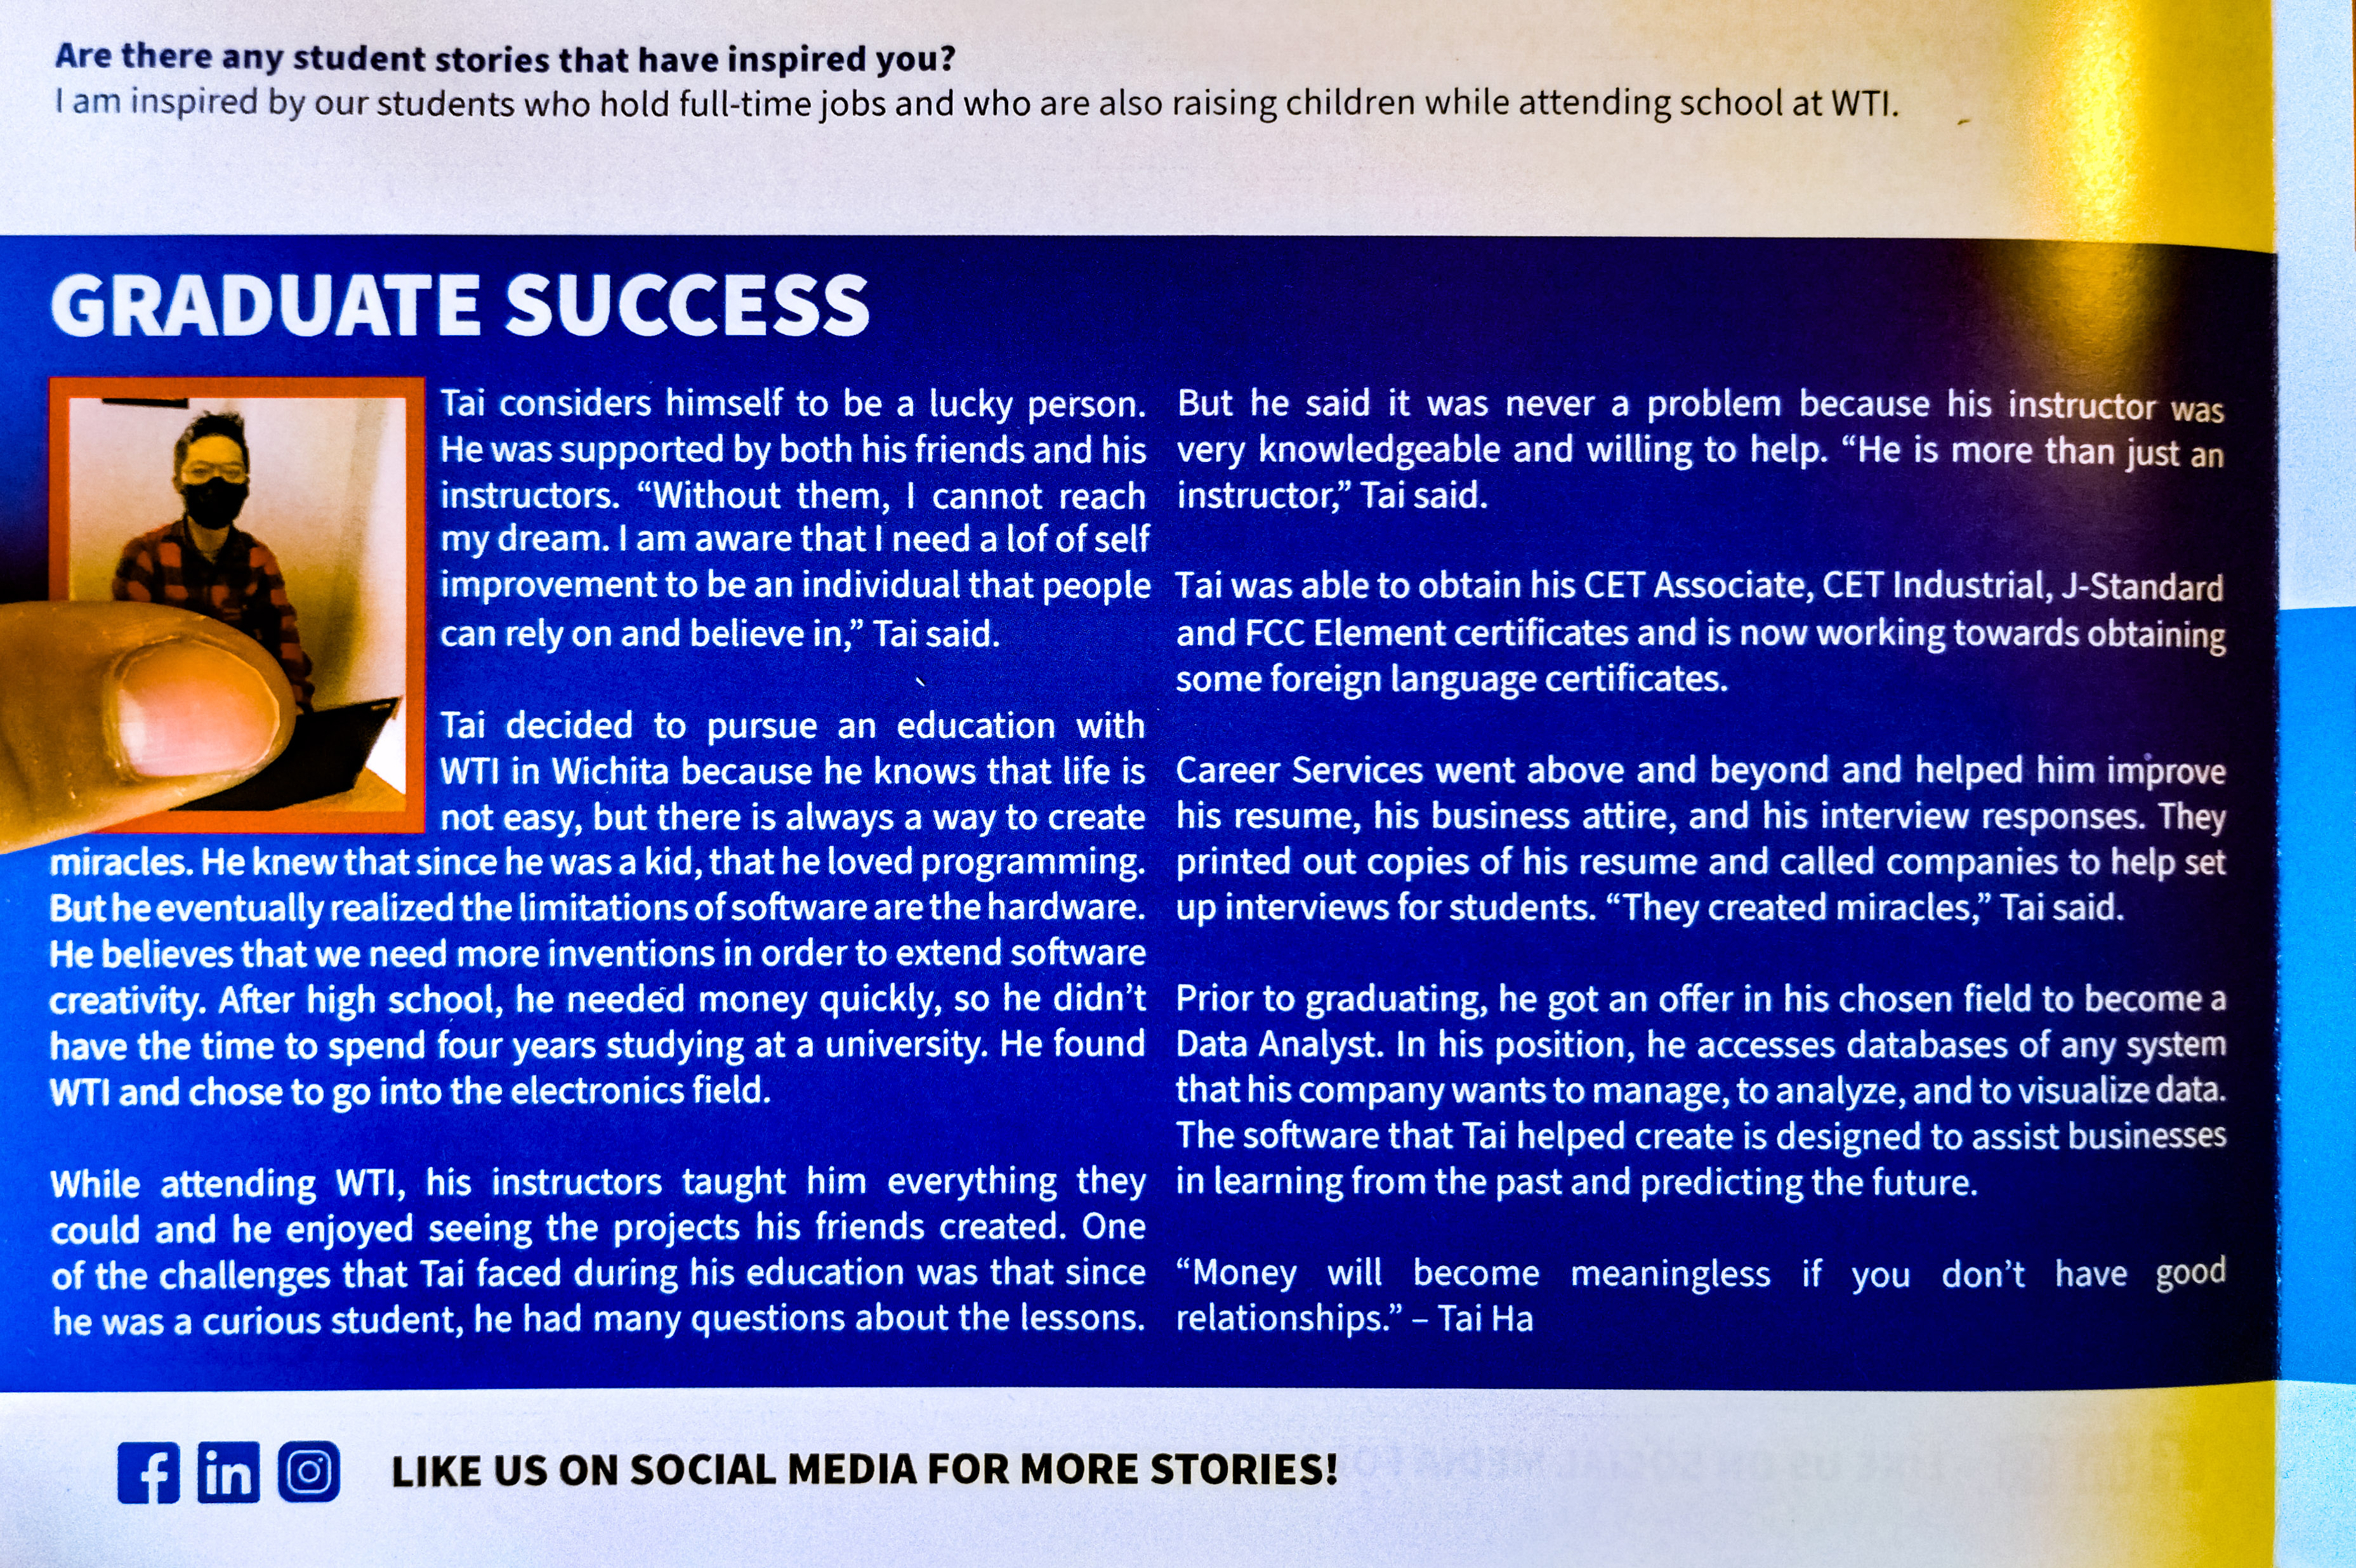 Are there any student stories that have inspired you?
I am inspired by our students who hold full-time jobs and who are also raising children while attending school at WTI.
GRADUATE SUCCESS
Tai considers himself to be a lucky person.
He was supported by both his friends and his
instructors. “Without them, I cannot reach
my dream. I am aware that I need a lof of self
improvement to be an individual that people
can rely on and believe in,” Tai said.
Tai decided to pursue an education with
WTI in Wichita because he knows that life is
not easy, but there is always a way to create
miracles. He knew that since he was a kid, that he loved programming.
But he eventually realized the limitations of software are the hardware.
He believes that we need more inventions in order to extend software
creativity. After high school, he needed money quickly, so he didn’t
have the time to spend four years studying at a university. He found
WTI and chose to go into the electronics field.
While attending WTI, his instructors taught him everything they
could and he enjoyed seeing the projects his friends created. One
of the challenges that Tai faced during his education was that since
he was a curious student, he had many questions about the lessons.
But he said it was never a problem because his instructor was
very knowledgeable and willing to help. “He is more than just an
instructor,” Tai said.
Tai was able to obtain his CET Associate, CET Industrial, J-Standard
and FCC Element certificates and is now working towards obtaining
some foreign language certificates.
Career Services went above and beyond and helped him improve
his resume, his business attire, and his interview responses. They
printed out copies of his resume and called companies to help set
up interviews for students. “They created miracles,” Tai said.
Prior to graduating, he got an offer in his chosen field to become a
Data Analyst. In his position, he accesses databases of any system
that his company wants to manage, to analyze, and to visualize data.
The software that Tai helped create is designed to assist businesses
in learning from the past and predicting the future.
“Money will become meaningless if you don’t have good
relationships.” – Tai Ha
f in
LIKE US ON SOCIAL MEDIA FOR MORE STORIES!